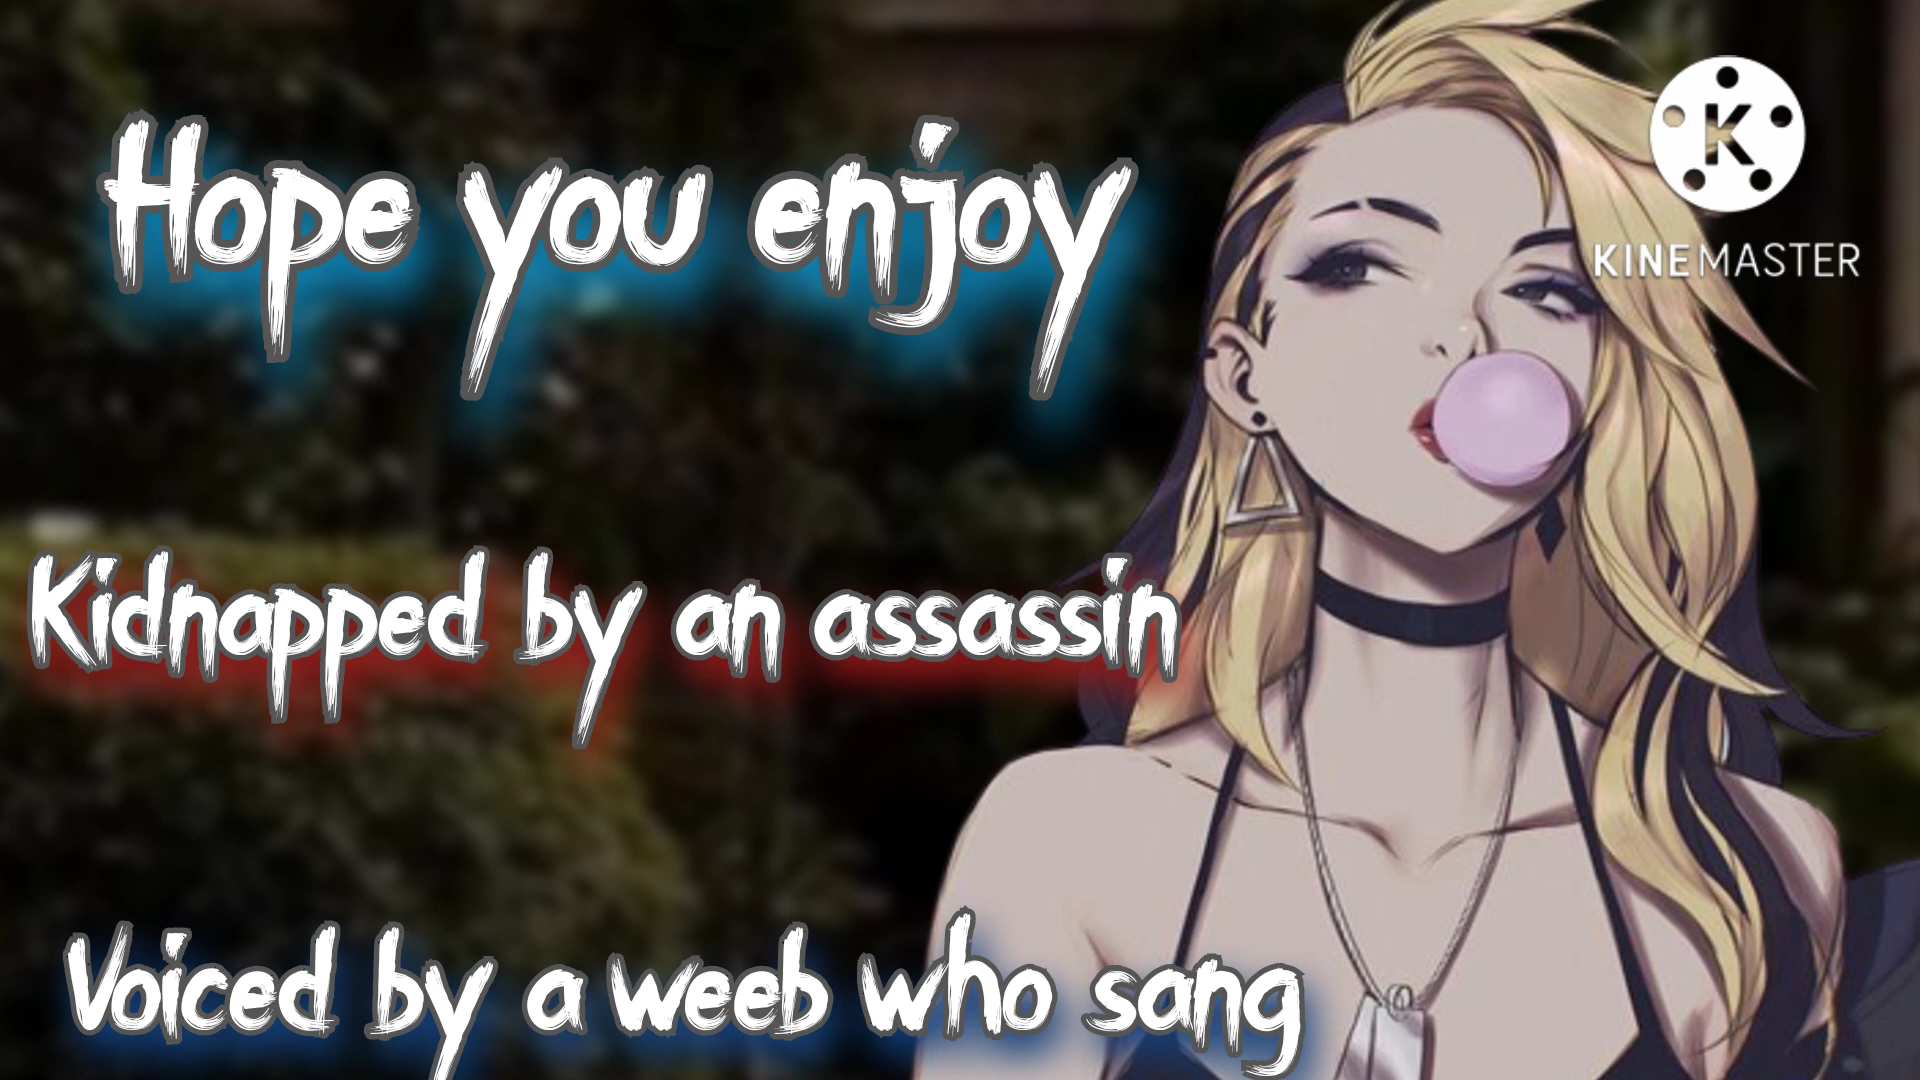 Hope you enjoy
K
KINEMASTER
Kidnapped by an assassin
Voiced by a weeb who sang